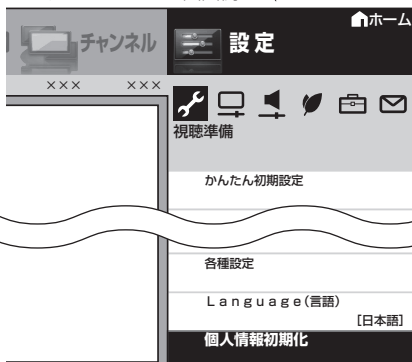 ホーム
チャンネル
設定
××× ×××
視聴準備
かんたん初期設定
各種設定
Language(言語)
[日本語]
個人情報初期化